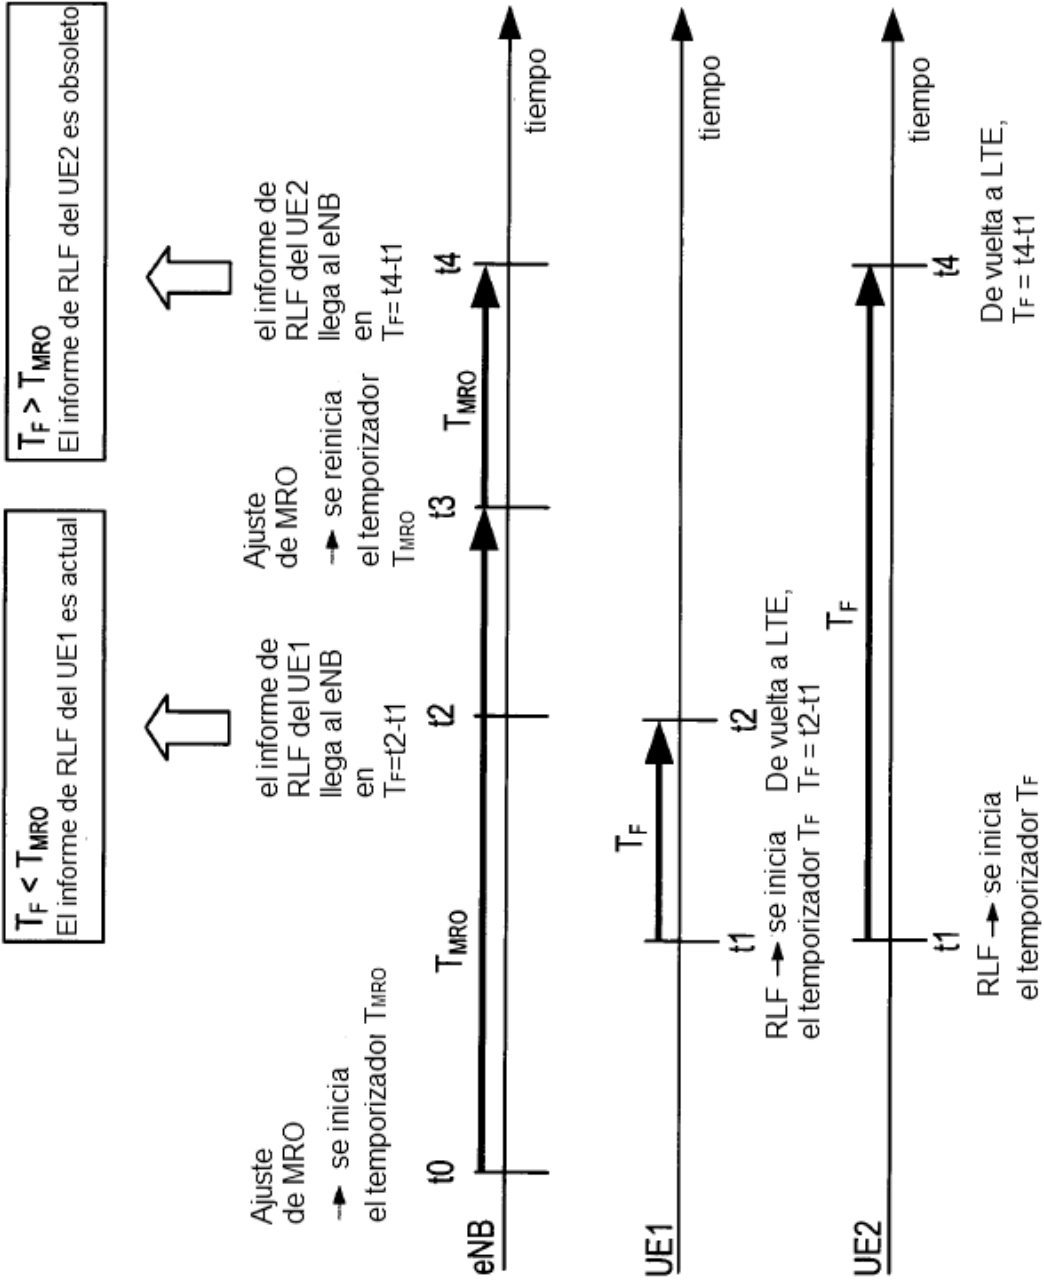 T_F < T_MRO
El informe de RLF del UE1 es actual
T_F > T_MRO
El informe de RLF del UE2 es obsoleto
Ajuste
de MRO
→ se inicia
el temporizador T_MRO
el informe de
RLF del UE1
llega al eNB
en
T_F=t2-t1
Ajuste
de MRO
→ se reinicia
el temporizador
T_MRO
el informe de
RLF del UE2
llega al eNB
en
T_F= t4-t1
eNB
t0
T_MRO
t2
t3
T_MRO
t4
tiempo
UE1
T_F
t1
t2
tiempo
RLF → se inicia
el temporizador T_F
De vuelta a LTE,
T_F = t2-t1
UE2
T_F
t1
t4
tiempo
RLF → se inicia
el temporizador T_F
De vuelta a LTE,
T_F = t4-t1